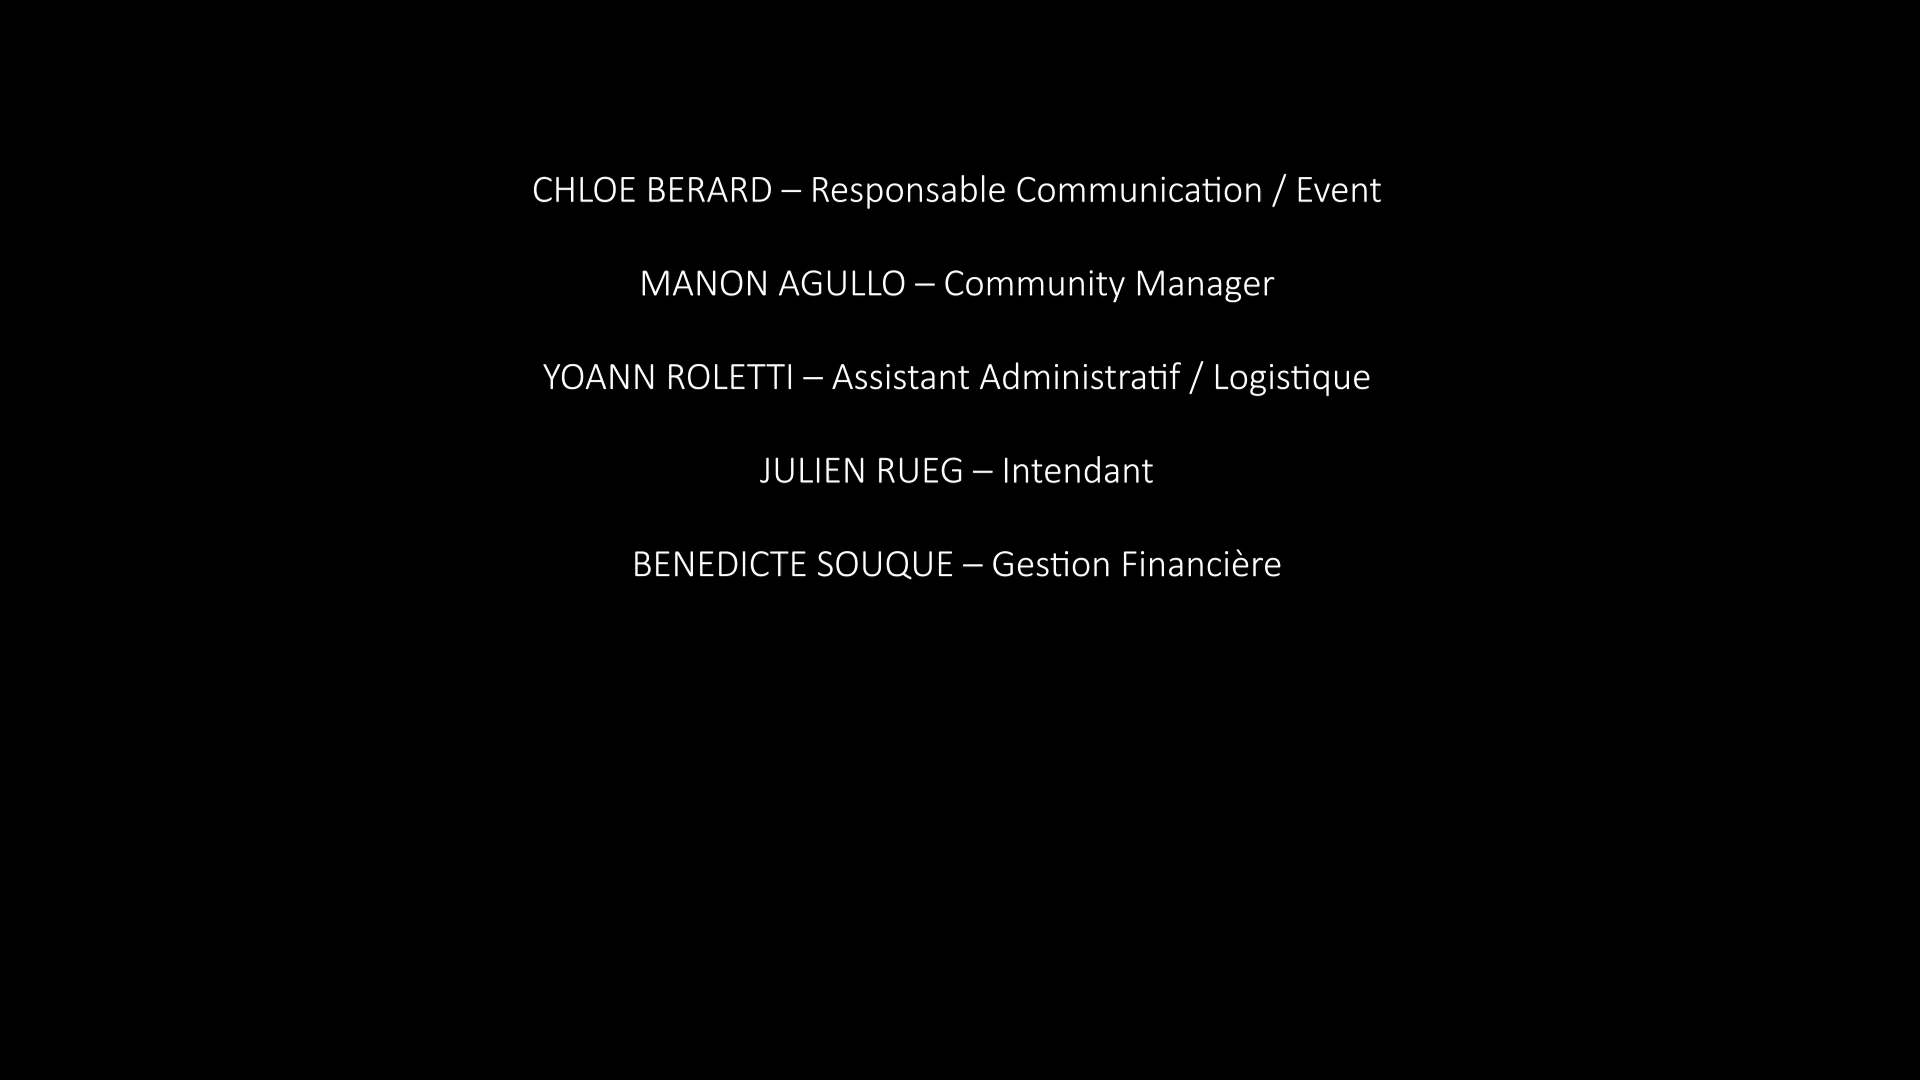 CHLOE BERARD – Responsable Communication / Event
MANON AGULLO – Community Manager
YOANN ROLETTI – Assistant Administratif / Logistique
JULIEN RUEG – Intendant
BENEDICTE SOUQUE – Gestion Financière